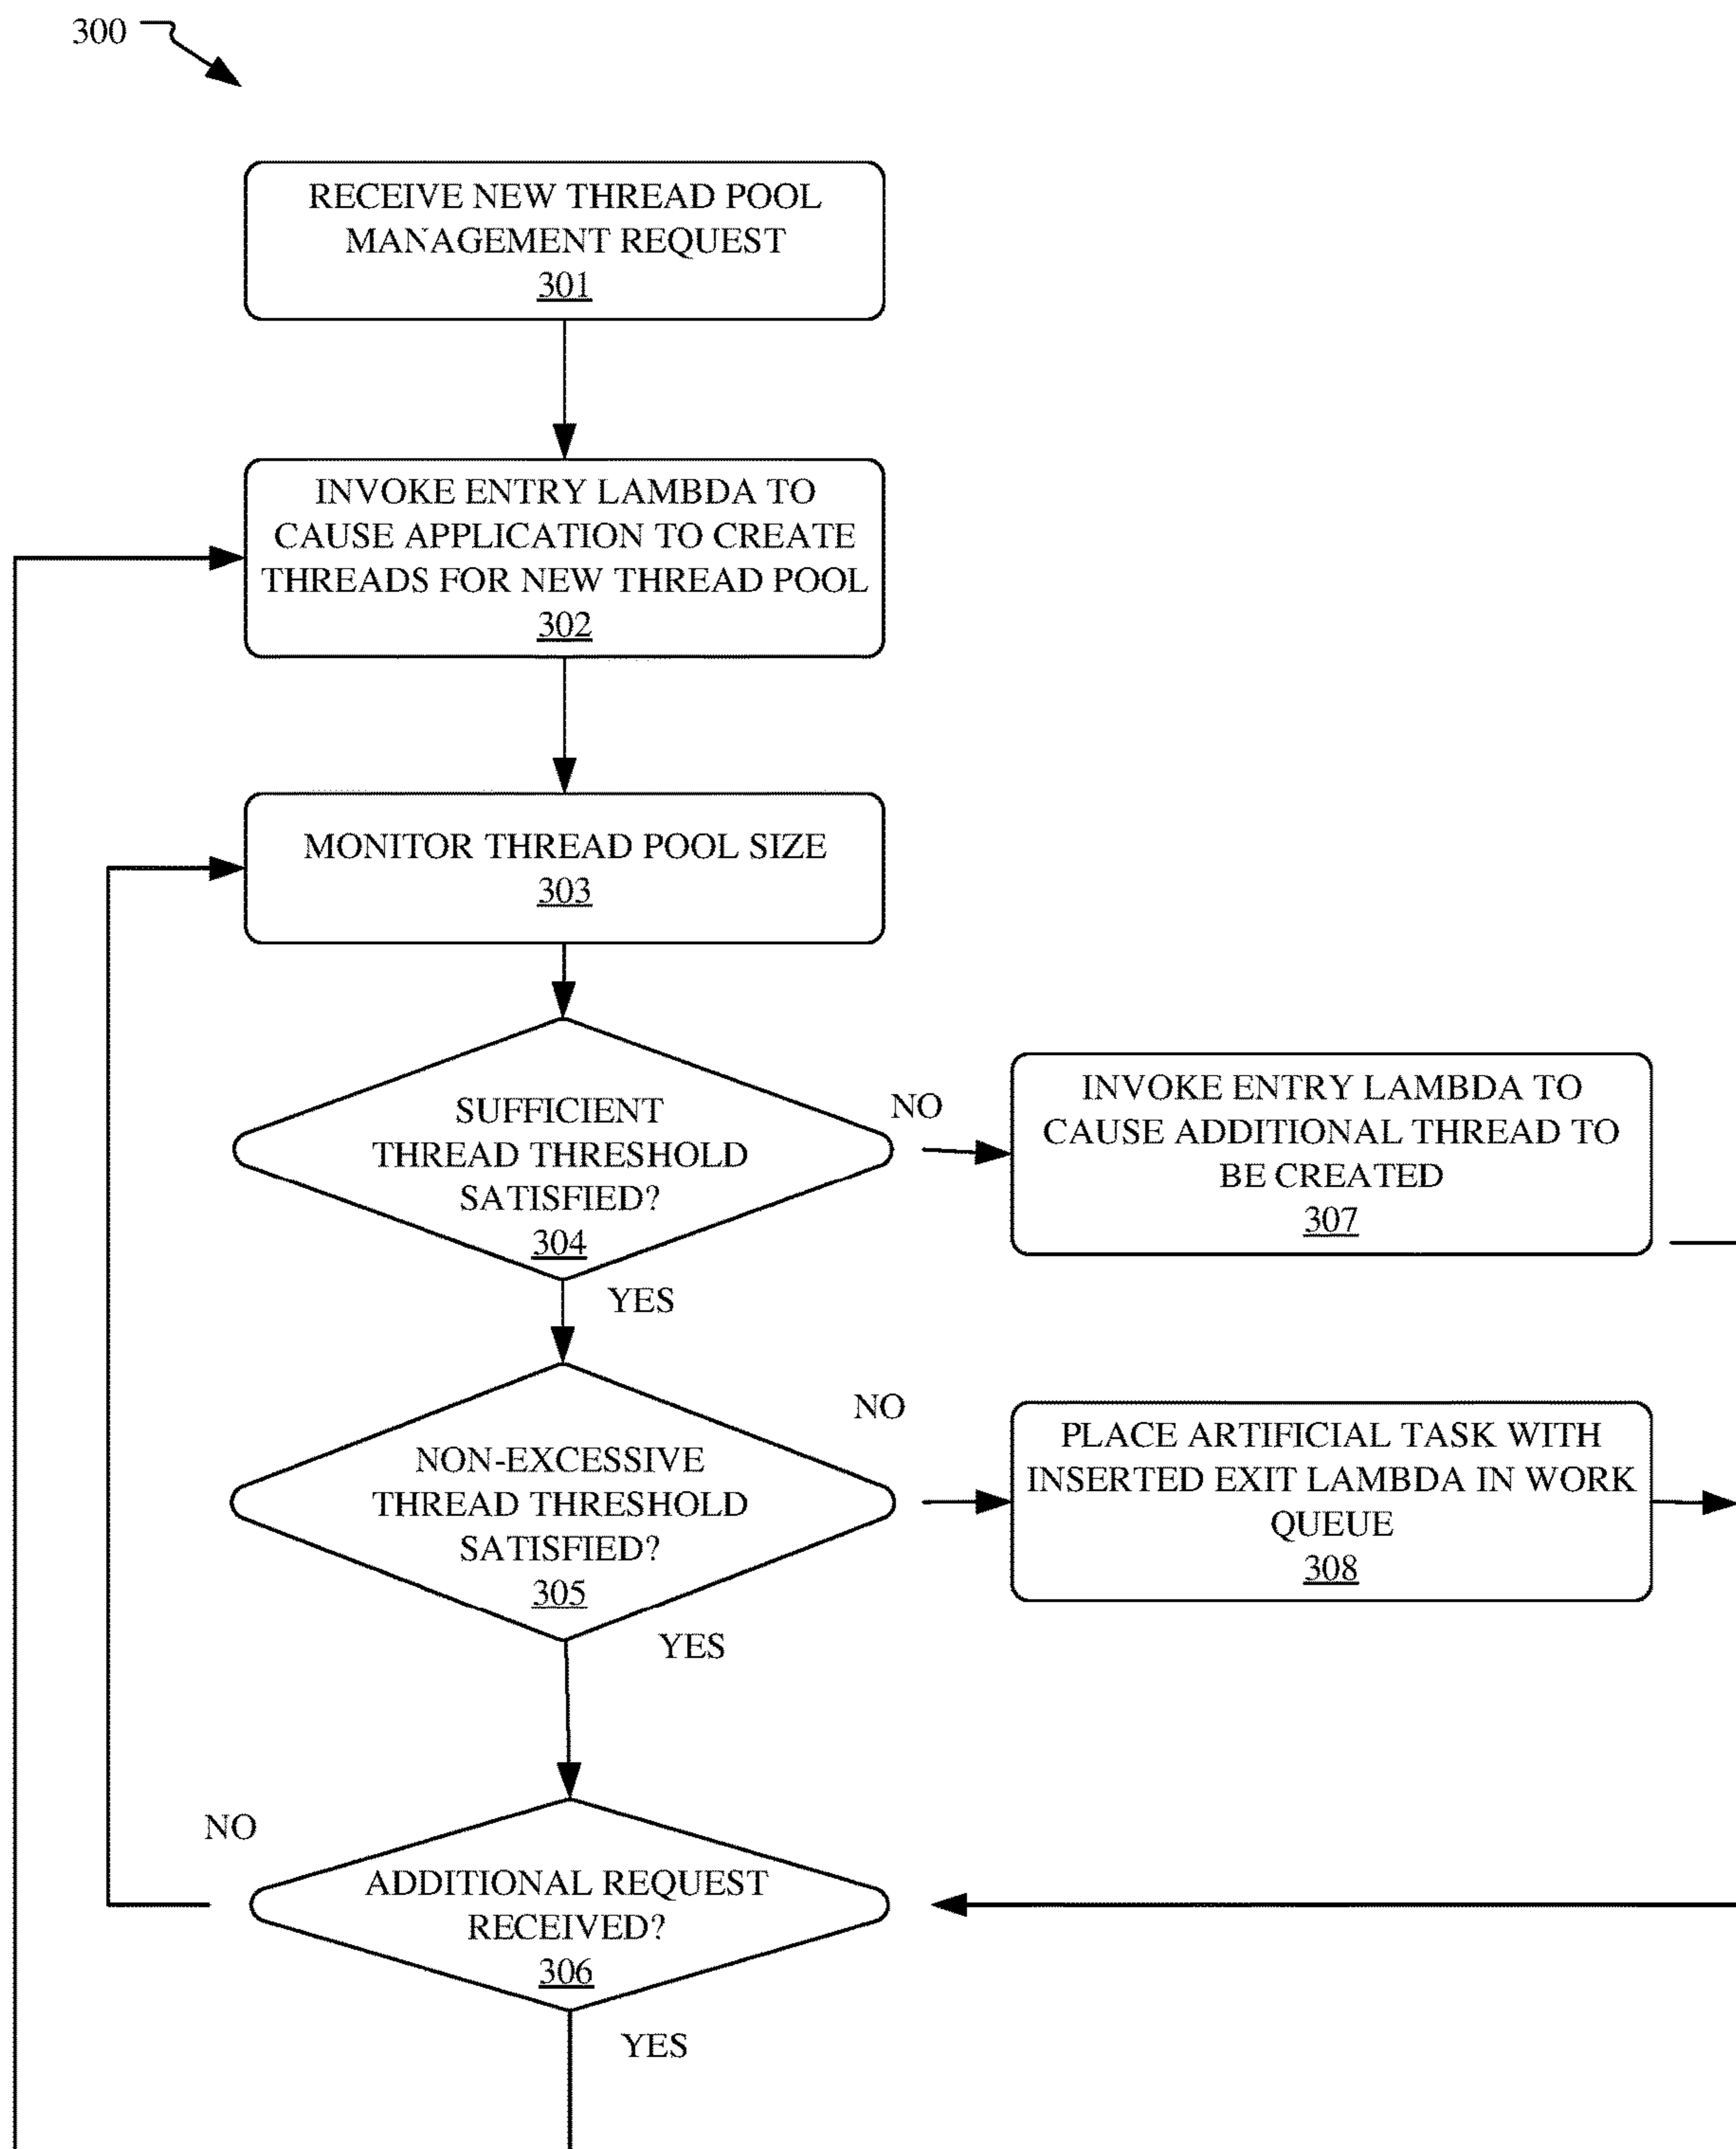 300
RECEIVE NEW THREAD POOL
MANAGEMENT REQUEST
301
INVOKE ENTRY LAMBDA TO
CAUSE APPLICATION TO CREATE
THREADS FOR NEW THREAD POOL
302
MONITOR THREAD POOL SIZE
303
SUFFICIENT
THREAD THRESHOLD
SATISFIED?
304
NO
INVOKE ENTRY LAMBDA TO
CAUSE ADDITIONAL THREAD TO
BE CREATED
307
YES
NON-EXCESSIVE
THREAD THRESHOLD
SATISFIED?
305
NO
PLACE ARTIFICIAL TASK WITH
INSERTED EXIT LAMBDA IN WORK
QUEUE
308
YES
NO
ADDITIONAL REQUEST
RECEIVED?
306
YES